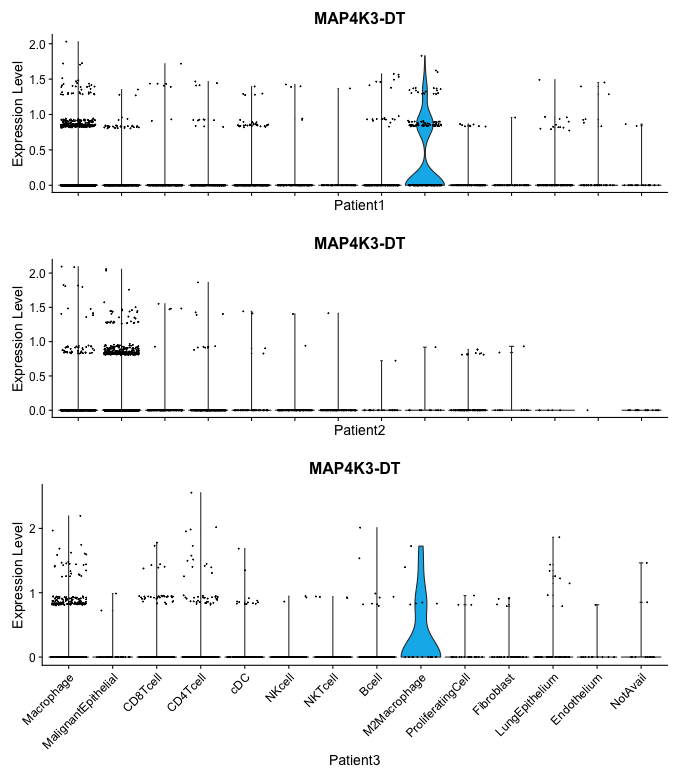 MAP4K3-DT
Expression Level
2.0
1.5
1.0
0.5
0.0
Patient1
MAP4K3-DT
Expression Level
2.0
1.5
1.0
0.5
0.0
Patient2
MAP4K3-DT
Expression Level
2
1
0
Macrophage
MalignantEpithelial
CD8Tcell
CD4Tcell
cDC
NKcell
NKTcell
Bcell
M2Macrophage
ProliferatingCell
Fibroblast
LungEpithelium
Endothelium
NotAvail
Patient3